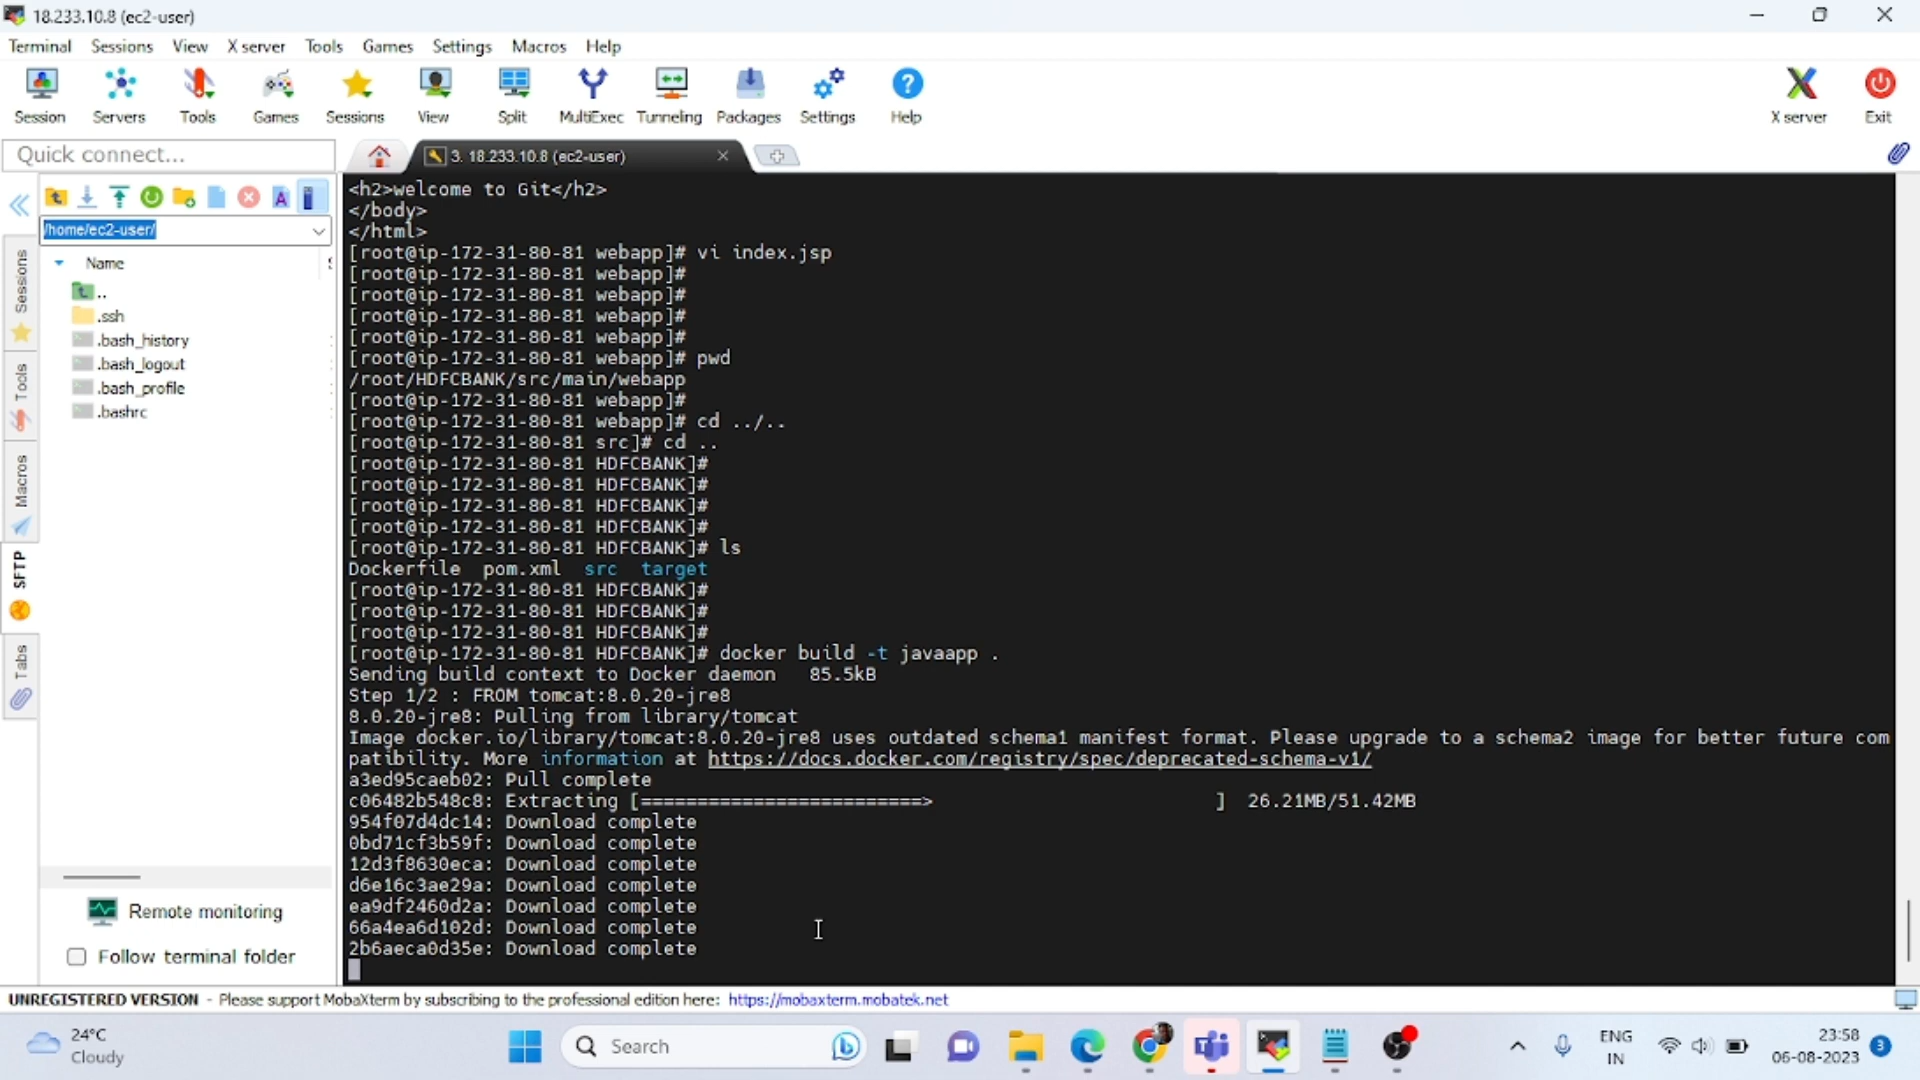 18.233.10.8 (ec2-user)
Terminal Sessions View X server Tools Games Settings Macros Help
Session Servers Tools Games Sessions View Split MultiExec Tunneling Packages Settings Help X server Exit
Quick connect...
3. 18.233.10.8 (ec2-user)
/home/ec2-user/
Name
..
.ssh
.bash_history
.bash_logout
.bash_profile
.bashrc
Sessions
Tools
Macros
SFTP
Tabs
Remote monitoring
Follow terminal folder
<h2>welcome to Git</h2>
</body>
</html>
[root@ip-172-31-80-81 webapp]# vi index.jsp
[root@ip-172-31-80-81 webapp]#
[root@ip-172-31-80-81 webapp]#
[root@ip-172-31-80-81 webapp]#
[root@ip-172-31-80-81 webapp]#
[root@ip-172-31-80-81 webapp]# pwd
/root/HDFCBANK/src/main/webapp
[root@ip-172-31-80-81 webapp]#
[root@ip-172-31-80-81 webapp]# cd ../..
[root@ip-172-31-80-81 src]# cd ..
[root@ip-172-31-80-81 HDFCBANK]#
[root@ip-172-31-80-81 HDFCBANK]#
[root@ip-172-31-80-81 HDFCBANK]#
[root@ip-172-31-80-81 HDFCBANK]#
[root@ip-172-31-80-81 HDFCBANK]# ls
Dockerfile pom.xml src target
[root@ip-172-31-80-81 HDFCBANK]#
[root@ip-172-31-80-81 HDFCBANK]#
[root@ip-172-31-80-81 HDFCBANK]#
[root@ip-172-31-80-81 HDFCBANK]# docker build -t javaapp .
Sending build context to Docker daemon 85.5kB
Step 1/2 : FROM tomcat:8.0.20-jre8
8.0.20-jre8: Pulling from library/tomcat
Image docker.io/library/tomcat:8.0.20-jre8 uses outdated schema1 manifest format. Please upgrade to a schema2 image for better future com
patibility. More information at https://docs.docker.com/registry/spec/deprecated-schema-v1/
a3ed95caeb02: Pull complete
c06482b548c8: Extracting [=========================> ] 26.21MB/51.42MB
954f07d4dc14: Download complete
0bd71cf3b59f: Download complete
12d3f8630eca: Download complete
d6e16c3ae29a: Download complete
ea9df2460d2a: Download complete
66a4ea6d102d: Download complete
2b6aeca0d35e: Download complete
UNREGISTERED VERSION - Please support MobaXterm by subscribing to the professional edition here: https://mobaxterm.mobatek.net
24°C
Cloudy
Search
ENG
IN
23:58
06-08-2023
3